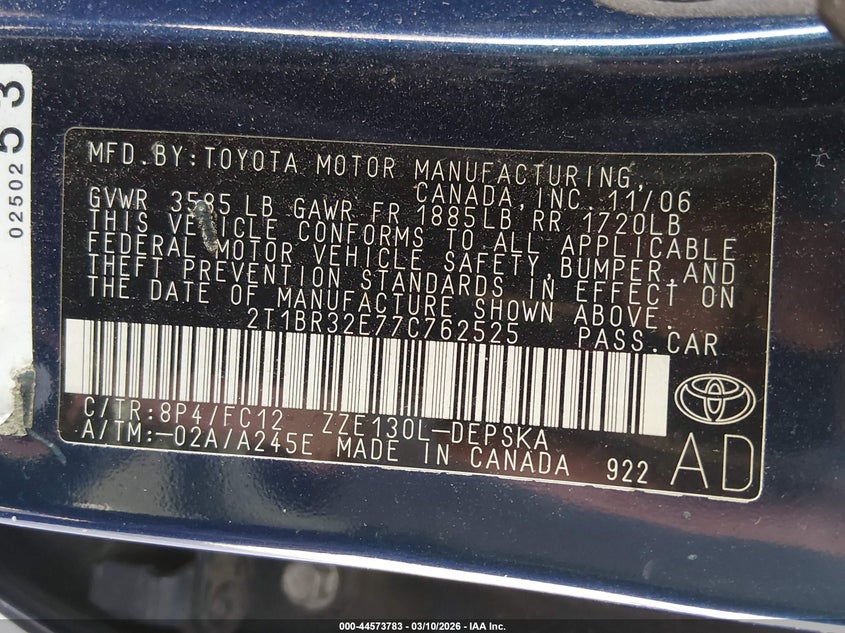 02502 53
MFD.BY:TOYOTA MOTOR MANUFACTURING,
CANADA,INC. 11/06
GVWR 3585 LB GAWR FR 1885LB RR 1720LB
THIS VEHICLE CONFORMS TO ALL APPLICABLE
FEDERAL MOTOR VEHICLE SAFETY,BUMPER,AND
THEFT PREVENTION STANDARDS IN EFFECT ON
THE DATE OF MANUFACTURE SHOWN ABOVE.
2T1BR32E77C762525 PASS.CAR
C/TR:8P4/FC12 ZZE130L-DEPSKA
A/TM:-02A/A245E MADE IN CANADA 922
AD
000-44573783 - 03/10/2026 - IAA Inc.